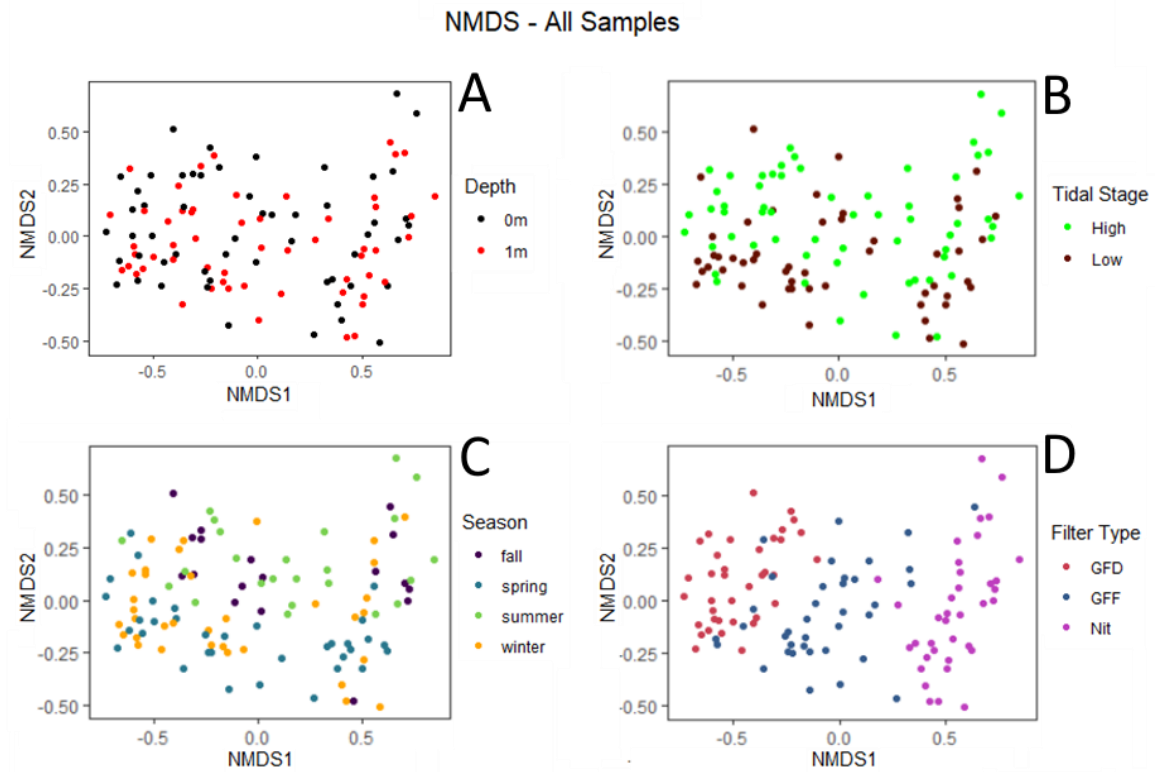 NMDS - All Samples
A
0.50
0.25
0.00
-0.25
-0.50
NMDS2
-0.5
0.0
0.5
NMDS1
Depth
0m
1m
B
0.50
0.25
0.00
-0.25
-0.50
NMDS2
-0.5
0.0
0.5
NMDS1
Tidal Stage
High
Low
C
0.50
0.25
0.00
-0.25
-0.50
NMDS2
-0.5
0.0
0.5
NMDS1
Season
fall
spring
summer
winter
D
0.50
0.25
0.00
-0.25
-0.50
NMDS2
-0.5
0.0
0.5
NMDS1
Filter Type
GFD
GFF
Nit